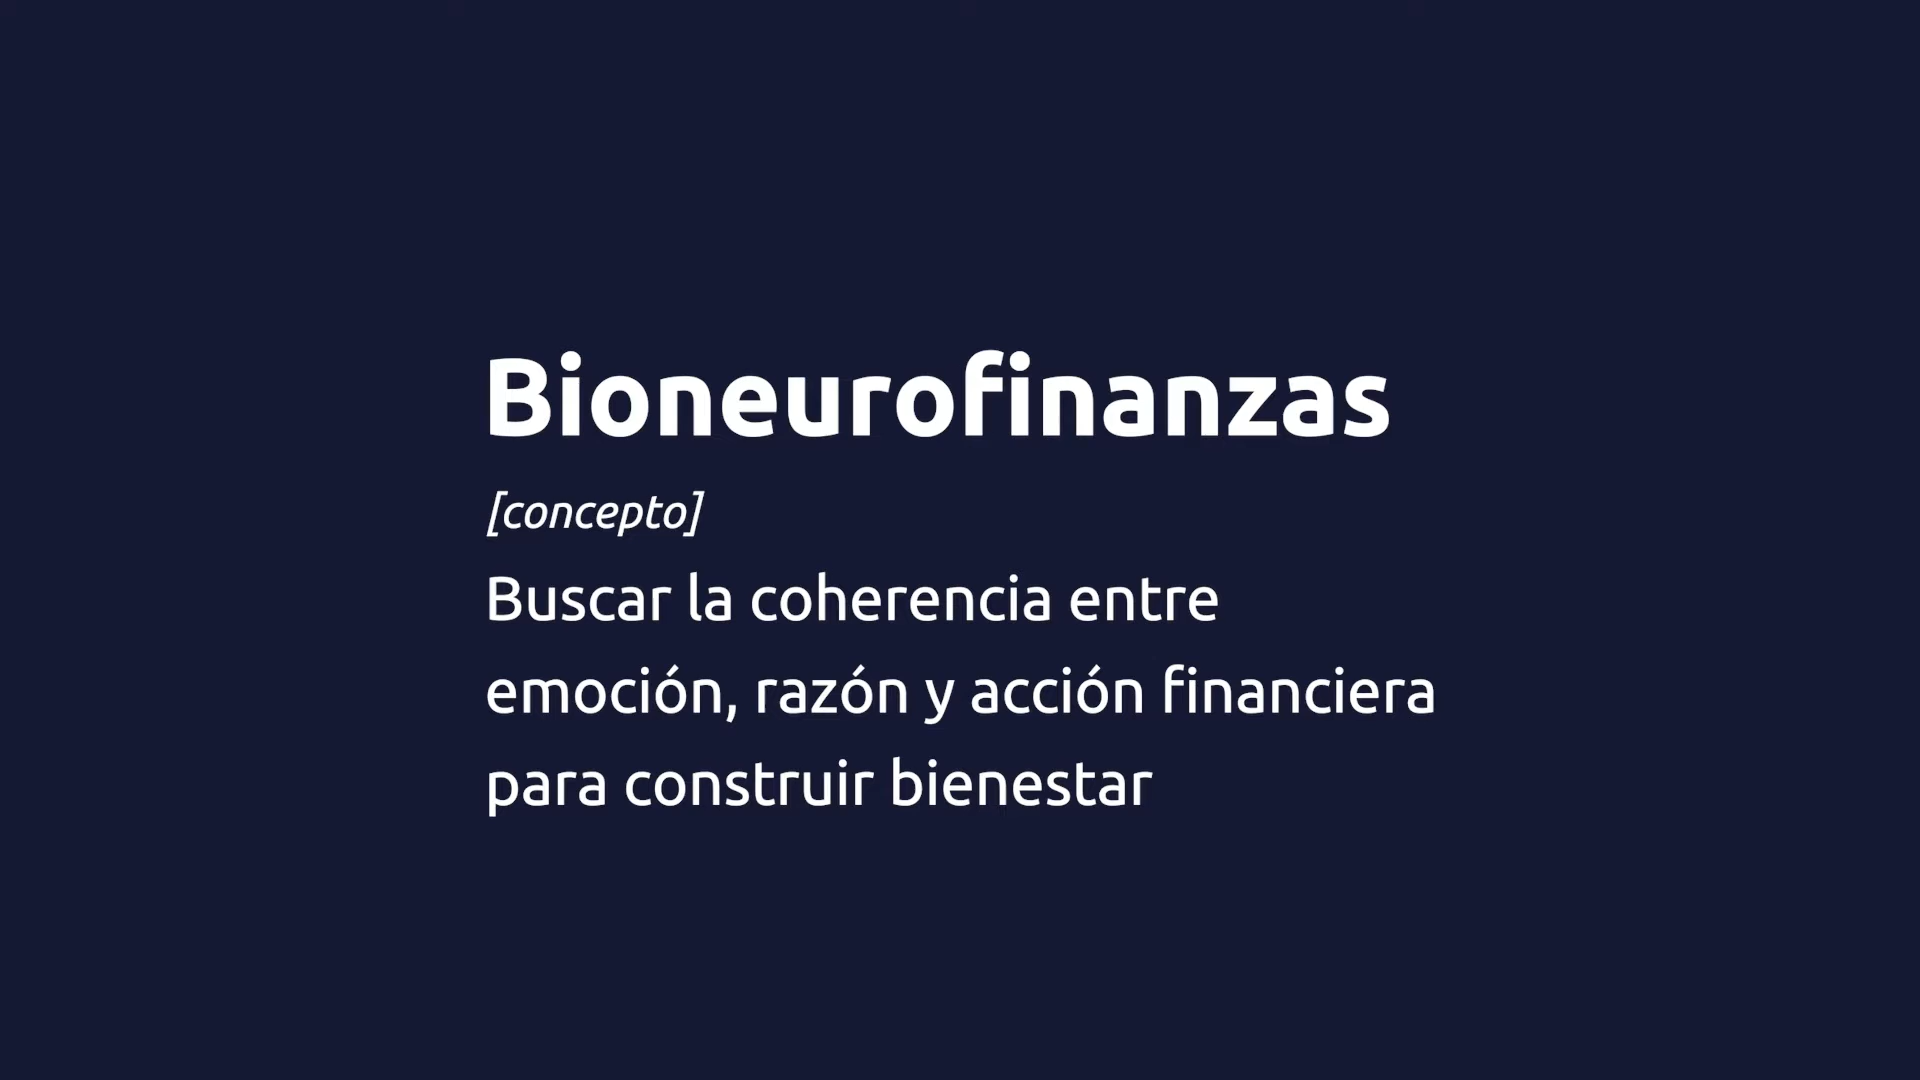 Bioneurofinanzas
[concepto]
Buscar la coherencia entre
emoción, razón y acción financiera
para construir bienestar